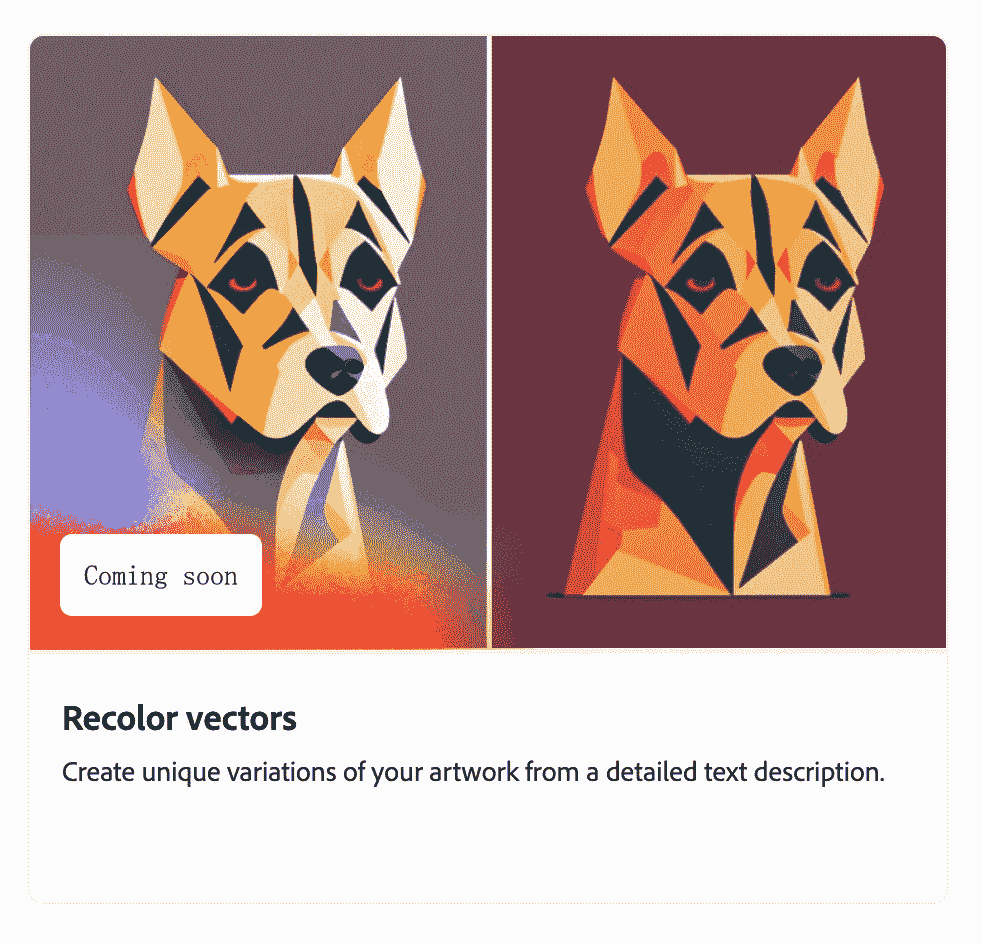 Coming soon
Recolor vectors
Create unique variations of your artwork from a detailed text description.